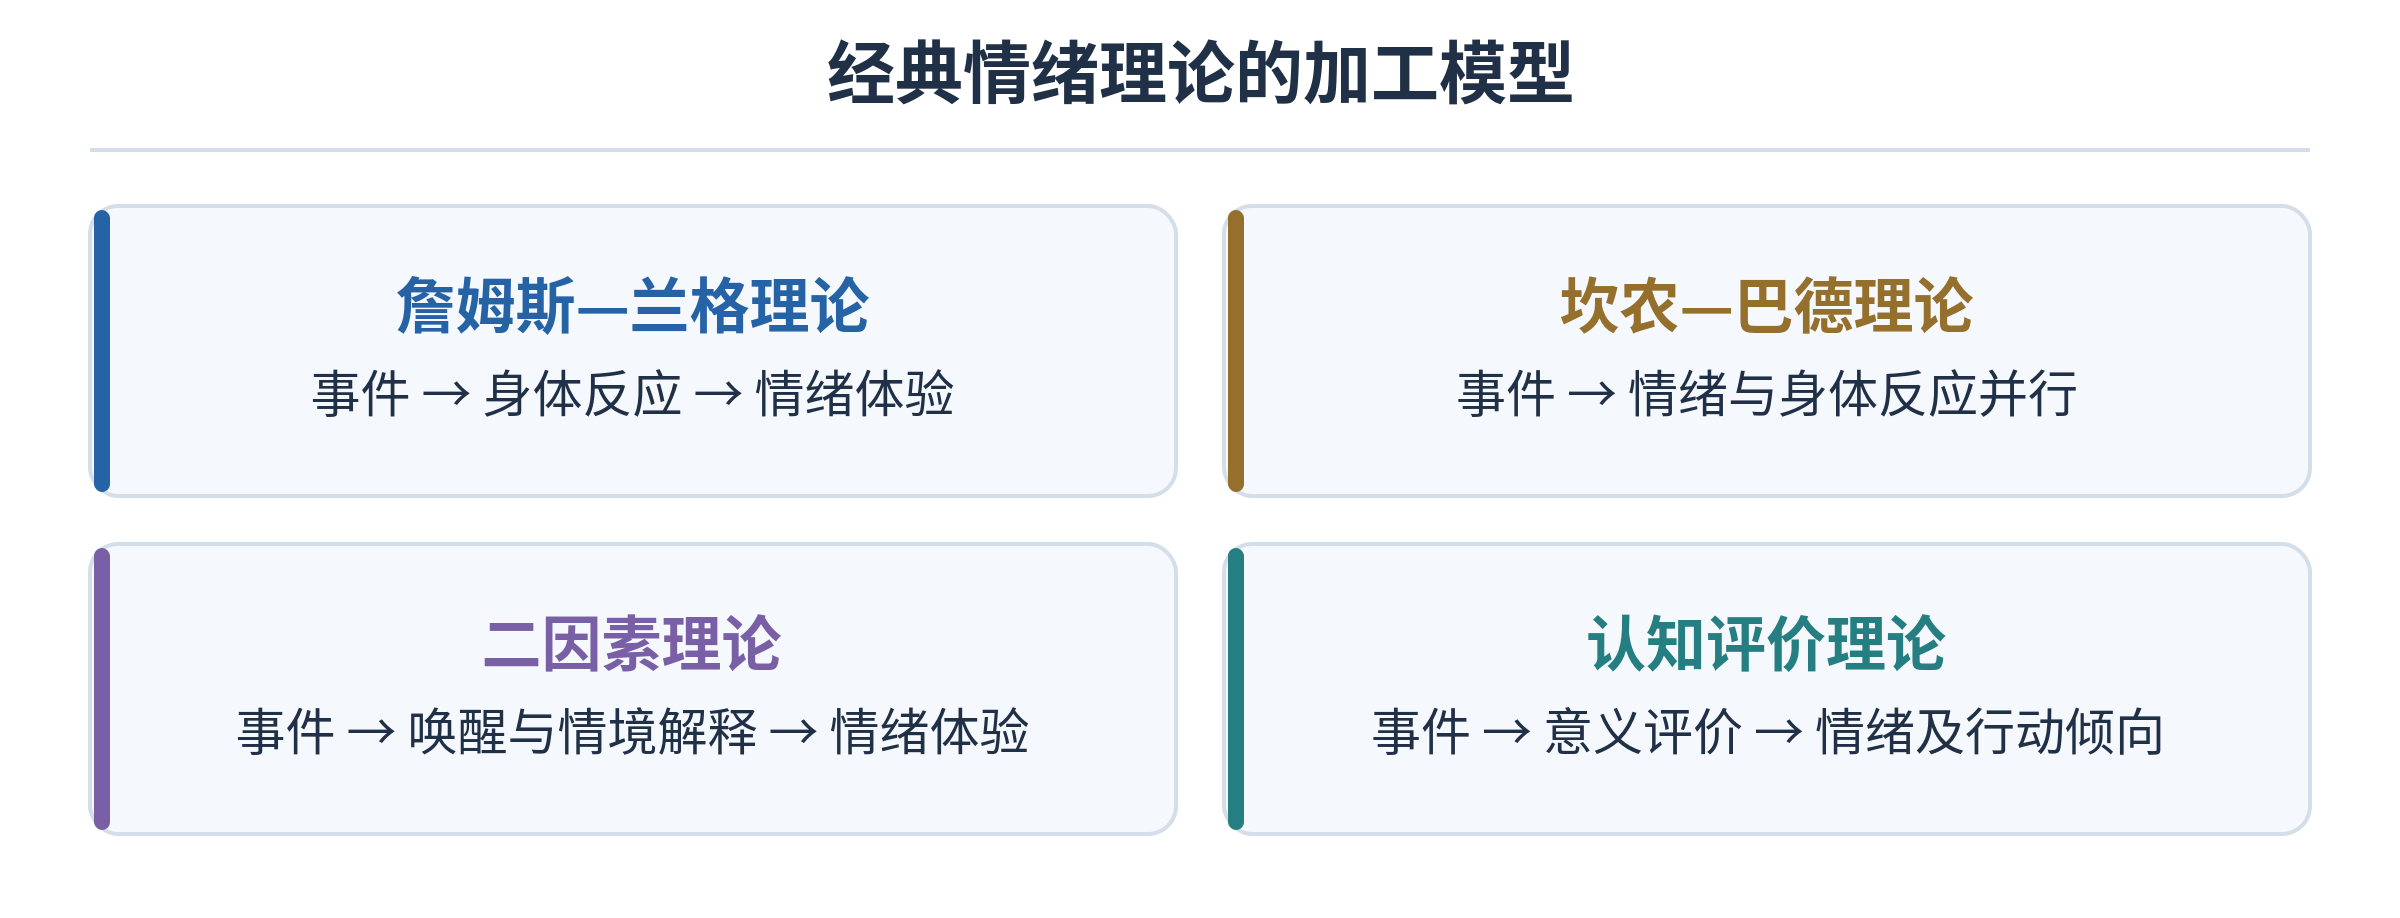 经典情绪理论的加工模型
詹姆斯—兰格理论
事件 → 身体反应 → 情绪体验
坎农—巴德理论
事件 → 情绪与身体反应并行
二因素理论
事件 → 唤醒与情境解释 → 情绪体验
认知评价理论
事件 → 意义评价 → 情绪及行动倾向